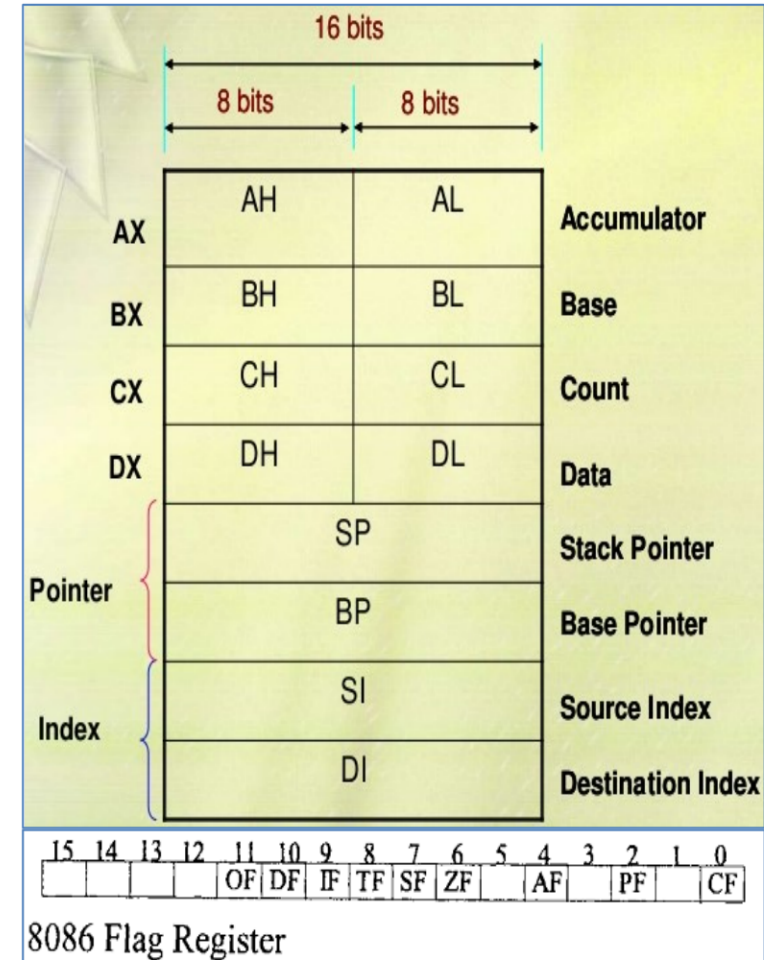 16 bits
8 bits 8 bits
AX AH AL Accumulator
BX BH BL Base
CX CH CL Count
DX DH DL Data
SP Stack Pointer
Pointer
BP Base Pointer
SI Source Index
Index
DI Destination Index
15 14 13 12 11 10 9 8 7 6 5 4 3 2 1 0
OF DF IF TF SF ZF AF PF CF
8086 Flag Register